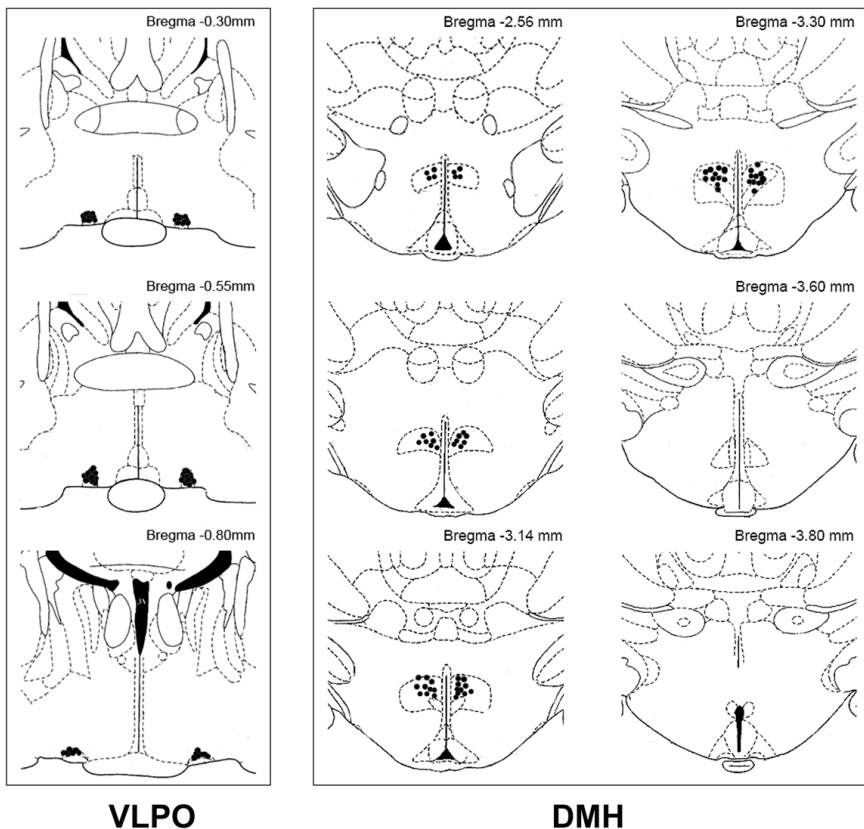 Bregma -0.30mm
Bregma -0.55mm
Bregma -0.80mm
VLPO
Bregma -2.56 mm
Bregma -3.30 mm
Bregma -3.60 mm
Bregma -3.14 mm
Bregma -3.80 mm
DMH